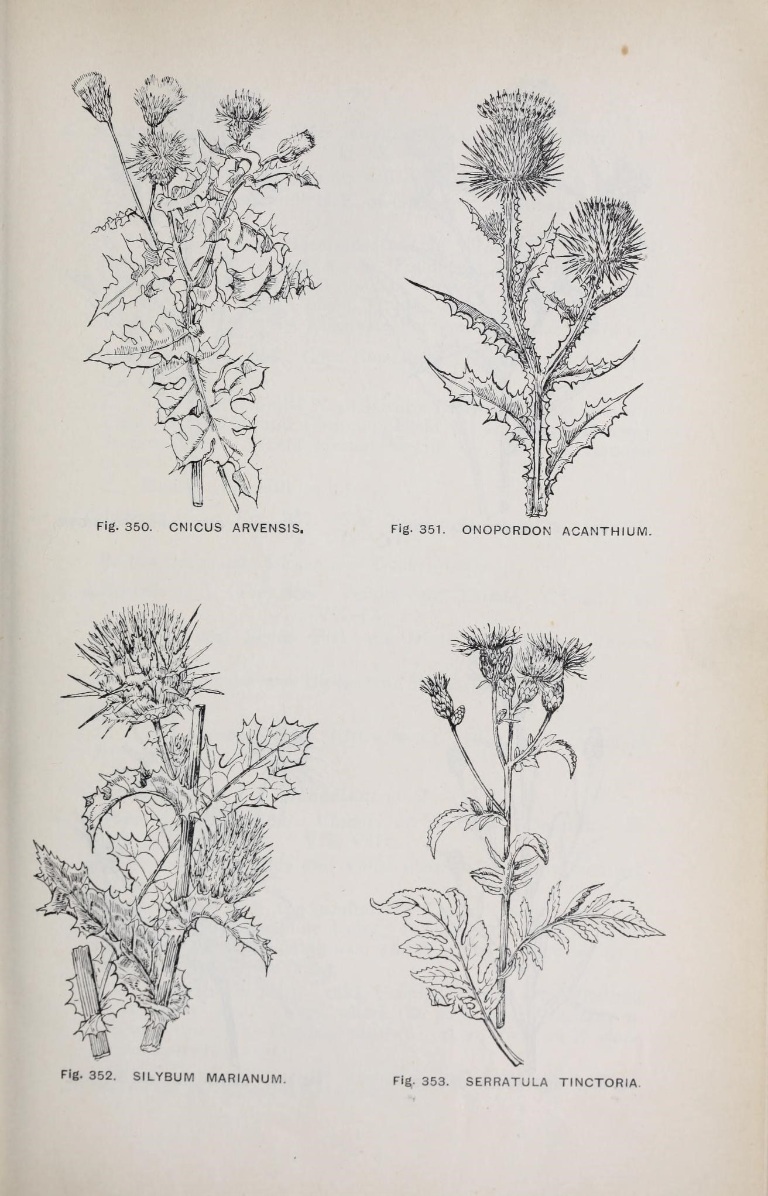 Fig. 350. CNICUS ARVENSIS.
Fig. 351. ONOPORDON ACANTHIUM.
Fig. 352. SILYBUM MARIANUM.
Fig. 353. SERRATULA TINCTORIA.